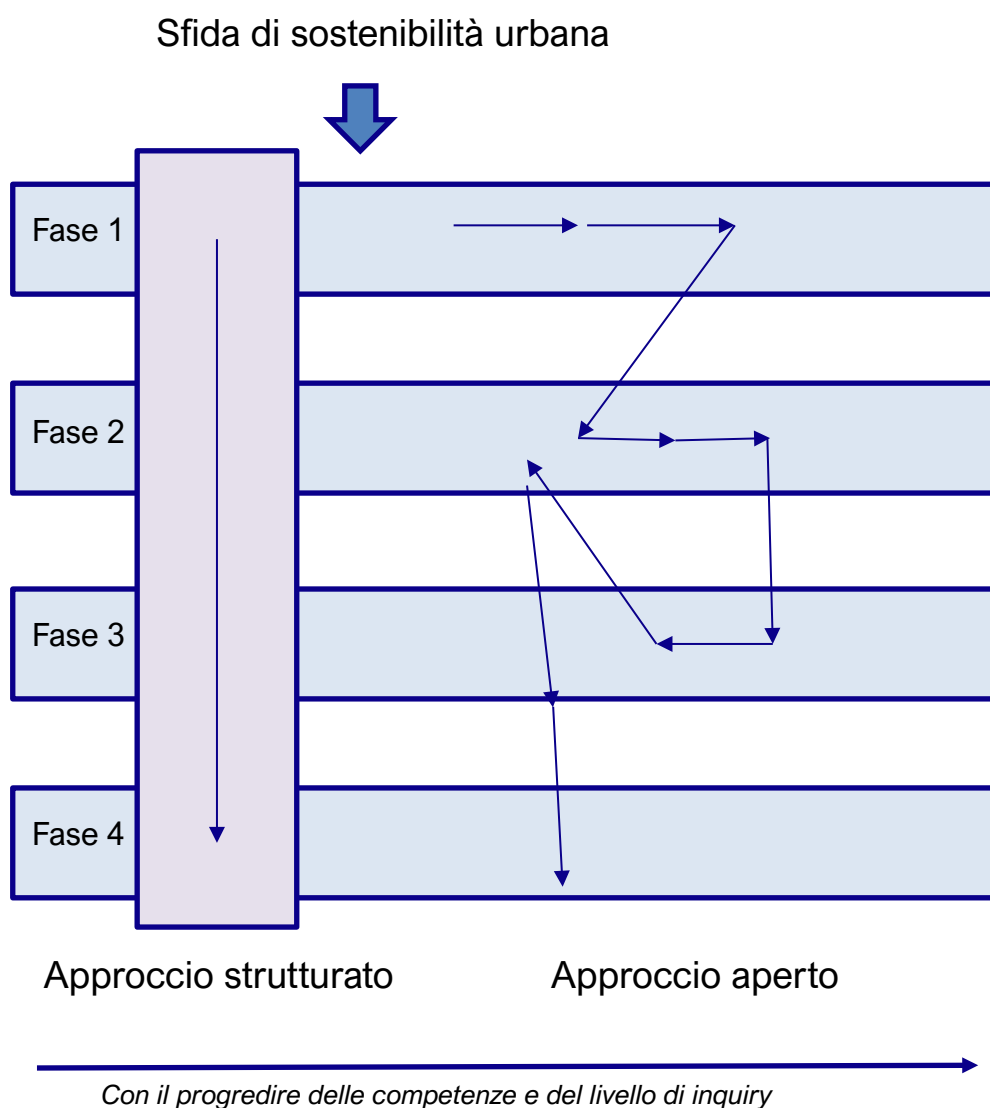 Sfida di sostenibilità urbana
Fase 1
Fase 2
Fase 3
Fase 4
Approccio strutturato
Approccio aperto
Con il progredire delle competenze e del livello di inquiry